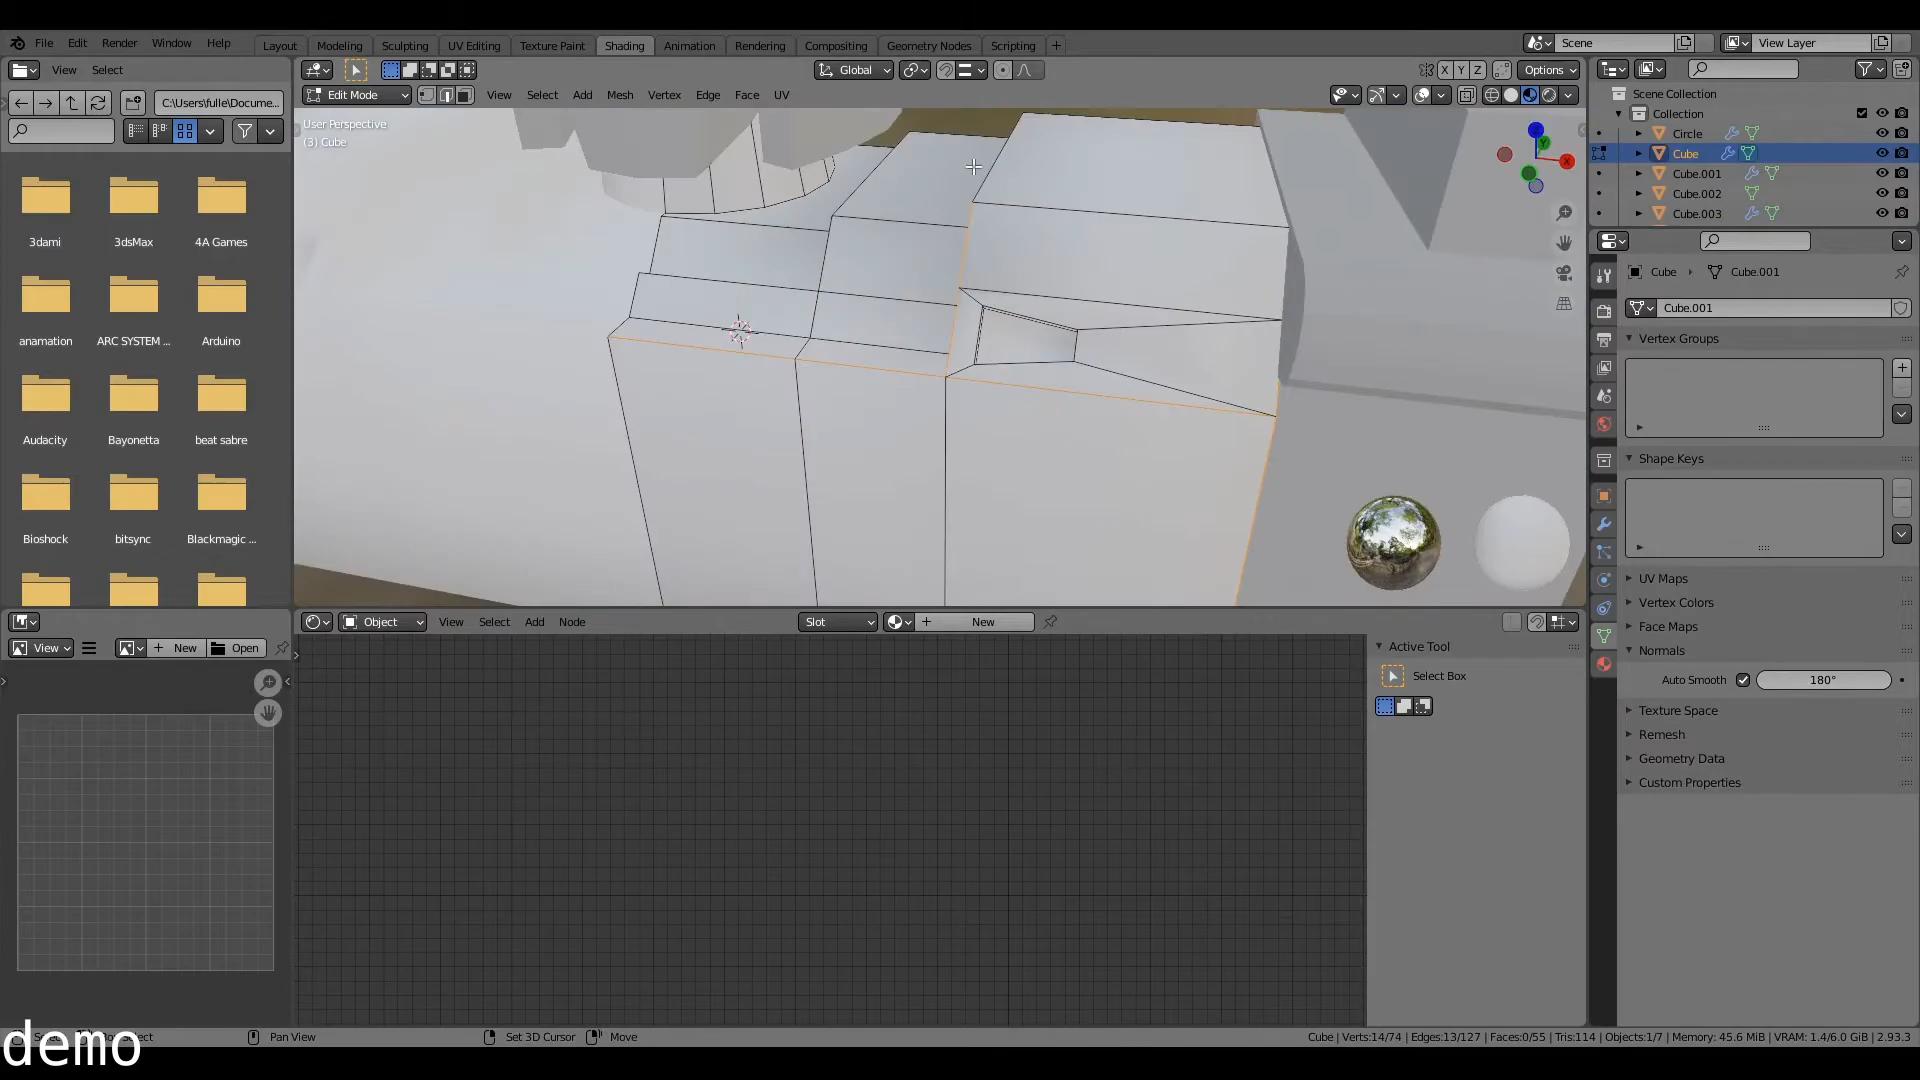 File Edit Render Window Help Layout Modeling Sculpting UV Editing Texture Paint Shading Animation Rendering Compositing Geometry Nodes Scripting + Scene View Layer
View Select Global X Y Z Options
C:\Users\fulle\Docume... Edit Mode View Select Add Mesh Vertex Edge Face UV
Scene Collection
Collection
User Perspective
(3) Cube
Circle
Cube
Cube.001
Cube.002
Cube.003
3dami 3dsMax 4A Games
Cube Cube.001
Cube.001
anamation ARC SYSTEM ... Arduino
Vertex Groups
Audacity Bayonetta beat sabre
Shape Keys
Bioshock bitsync Blackmagic ...
UV Maps
Vertex Colors
Face Maps
Object View Select Add Node Slot New
View New Open
Active Tool
Select Box
Normals
Auto Smooth 180°
Texture Space
Remesh
Geometry Data
Custom Properties
demo
Pan View Set 3D Cursor Move Cube | Verts:14/74 | Edges:13/127 | Faces:0/55 | Tris:114 | Objects:1/7 | Memory: 45.6 MiB | VRAM: 1.4/6.0 GiB | 2.93.3